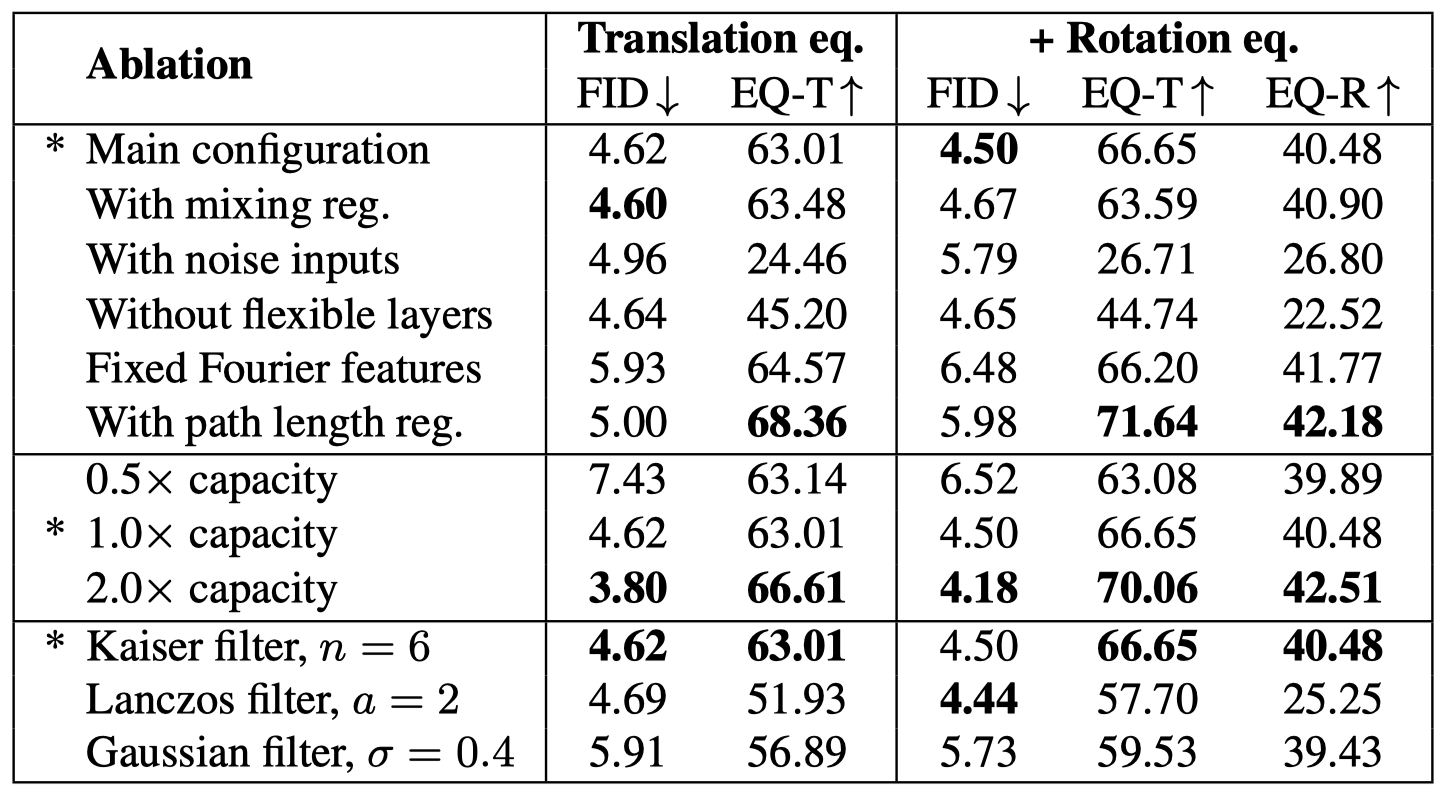 Ablation Translation eq. + Rotation eq.
FID↓ EQ-T↑ FID↓ EQ-T↑ EQ-R↑
* Main configuration 4.62 63.01 4.50 66.65 40.48
With mixing reg. 4.60 63.48 4.67 63.59 40.90
With noise inputs 4.96 24.46 5.79 26.71 26.80
Without flexible layers 4.64 45.20 4.65 44.74 22.52
Fixed Fourier features 5.93 64.57 6.48 66.20 41.77
With path length reg. 5.00 68.36 5.98 71.64 42.18
0.5× capacity 7.43 63.14 6.52 63.08 39.89
* 1.0× capacity 4.62 63.01 4.50 66.65 40.48
2.0× capacity 3.80 66.61 4.18 70.06 42.51
* Kaiser filter, n = 6 4.62 63.01 4.50 66.65 40.48
Lanczos filter, a = 2 4.69 51.93 4.44 57.70 25.25
Gaussian filter, σ = 0.4 5.91 56.89 5.73 59.53 39.43